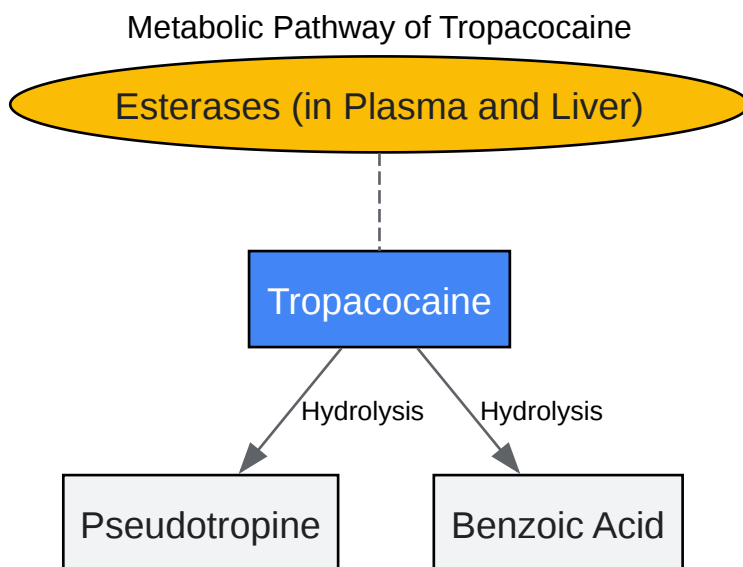 Metabolic Pathway of Tropacocaine
Esterases (in Plasma and Liver)
Tropacocaine
Hydrolysis Hydrolysis
Pseudotropine Benzoic Acid